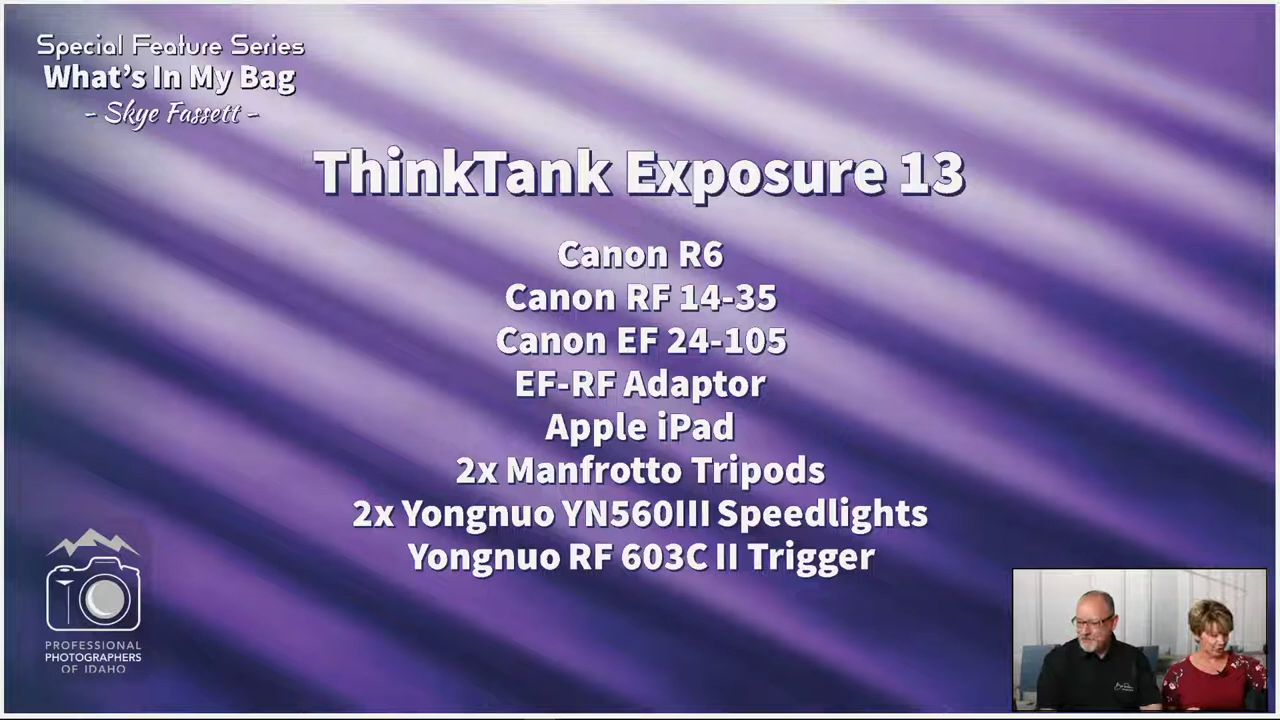 Special Feature Series
What's In My Bag
- Skye Fassett -
ThinkTank Exposure 13
Canon R6
Canon RF 14-35
Canon EF 24-105
EF-RF Adaptor
Apple iPad
2x Manfrotto Tripods
2x Yongnuo YN560III Speedlights
Yongnuo RF 603C II Trigger
PROFESSIONAL
PHOTOGRAPHERS
OF IDAHO